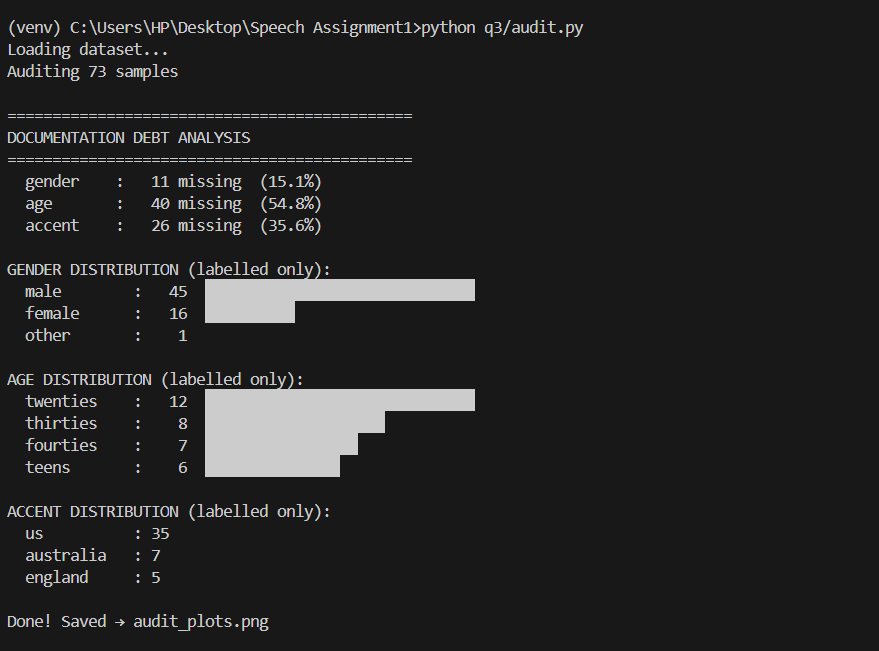 (venv) C:\Users\HP\Desktop\Speech Assignment1>python q3/audit.py
Loading dataset...
Auditing 73 samples
=============================================
DOCUMENTATION DEBT ANALYSIS
=============================================
gender    :   11 missing  (15.1%)
age       :   40 missing  (54.8%)
accent    :   26 missing  (35.6%)
GENDER DISTRIBUTION (labelled only):
male        :   45
female      :   16
other       :    1
AGE DISTRIBUTION (labelled only):
twenties    :   12
thirties    :    8
fourties    :    7
teens       :    6
ACCENT DISTRIBUTION (labelled only):
us          : 35
australia   : 7
england     : 5
Done! Saved → audit_plots.png